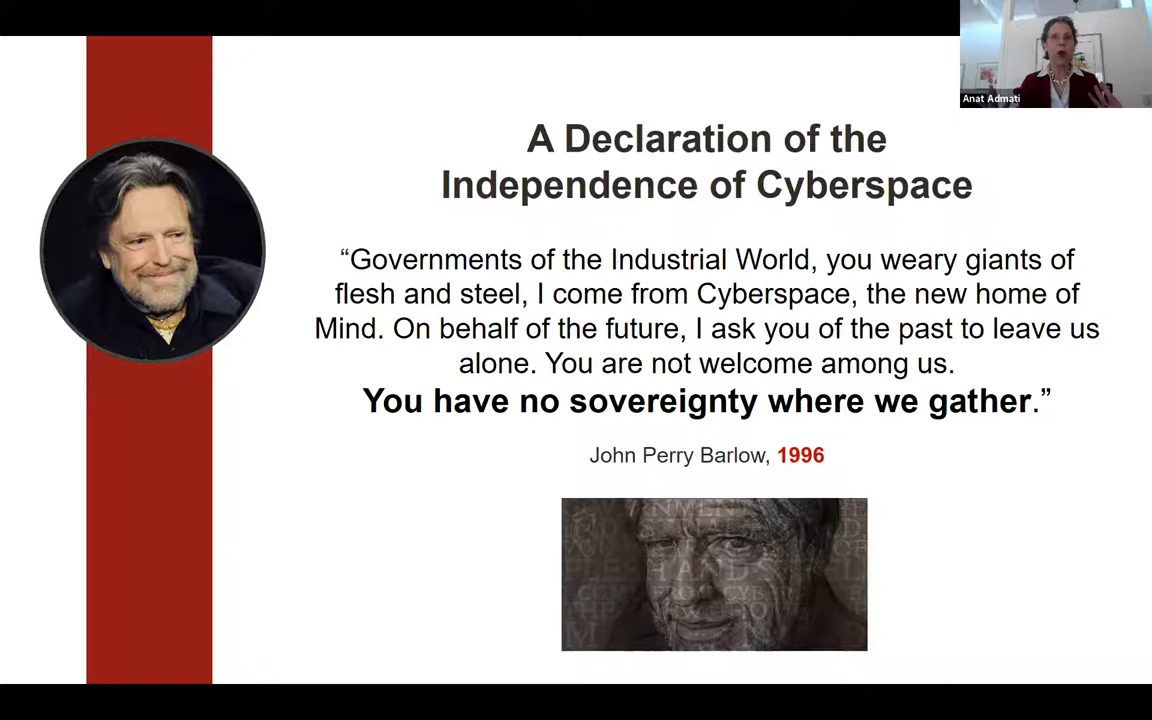 Anat Admati
A Declaration of the
Independence of Cyberspace
“Governments of the Industrial World, you weary giants of
flesh and steel, I come from Cyberspace, the new home of
Mind. On behalf of the future, I ask you of the past to leave us
alone. You are not welcome among us.
You have no sovereignty where we gather.”
John Perry Barlow, 1996